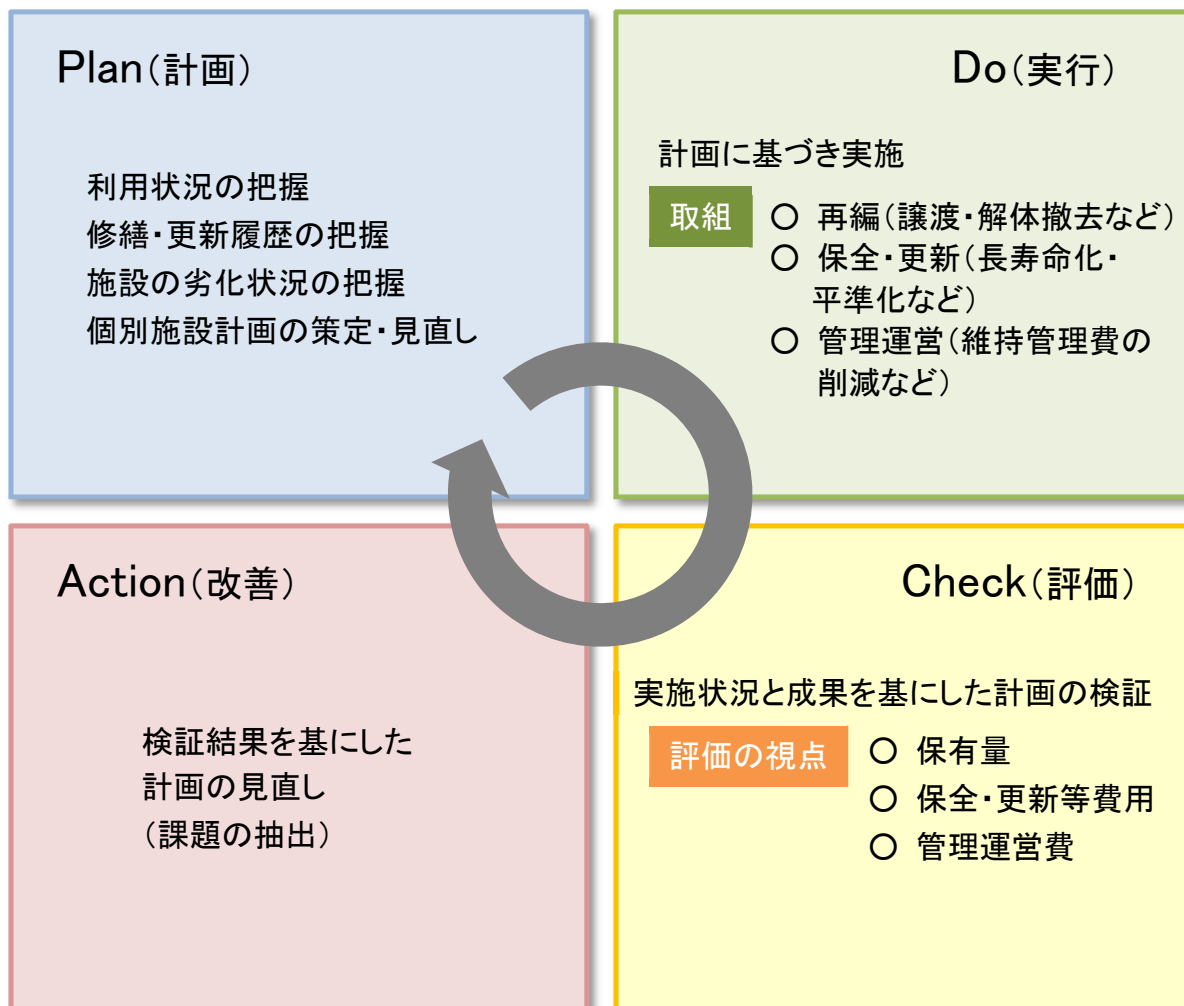 Plan(計画)
利用状況の把握
修繕・更新履歴の把握
施設の劣化状況の把握
個別施設計画の策定・見直し
Do(実行)
計画に基づき実施
取組
○ 再編(譲渡・解体撤去など)
○ 保全・更新(長寿命化・
平準化など)
○ 管理運営(維持管理費の
削減など)
Action(改善)
検証結果を基にした
計画の見直し
(課題の抽出)
Check(評価)
実施状況と成果を基にした計画の検証
評価の視点
○ 保有量
○ 保全・更新等費用
○ 管理運営費